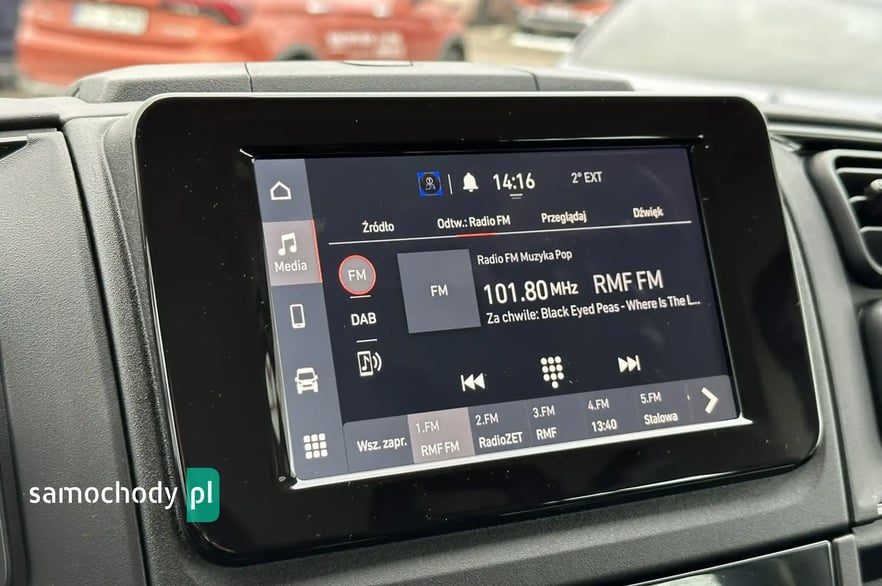 14:16
2° EXT
Źródło
Odtw.: Radio FM
Przeglądaj
Dźwięk
Media
FM
DAB
FM
Radio FM Muzyka Pop
101.80 MHz RMF FM
Za chwile: Black Eyed Peas - Where Is The L...
Wsz. zapr.
1.FM
RMF FM
2.FM
RadioZET
3.FM
RMF
4.FM
13:40
5.FM
Stalowa
samochody pl